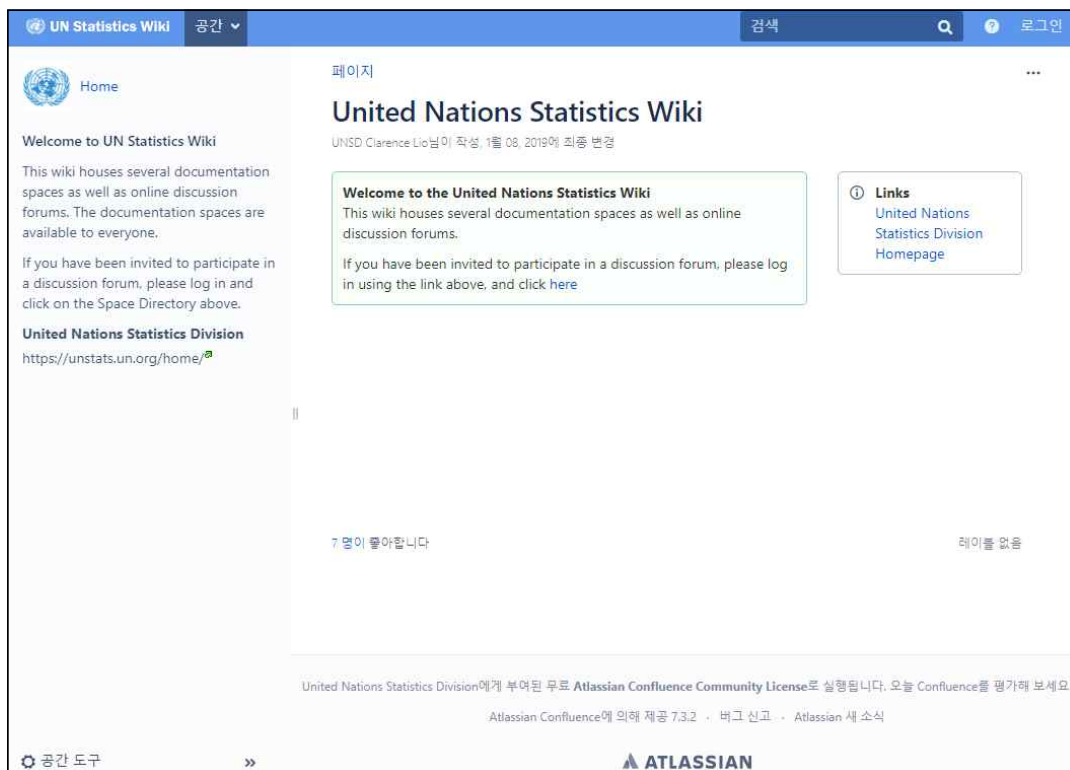 UN Statistics Wiki 공간 검색 로그인
Home
Welcome to UN Statistics Wiki
This wiki houses several documentation
spaces as well as online discussion
forums. The documentation spaces are
available to everyone.
If you have been invited to participate in
a discussion forum, please log in and
click on the Space Directory above.
United Nations Statistics Division
https://unstats.un.org/home/
페이지
United Nations Statistics Wiki
UNSD Clarence Lio님이 작성, 1월 08, 2019에 최종 변경
Welcome to the United Nations Statistics Wiki
This wiki houses several documentation spaces as well as online
discussion forums.
If you have been invited to participate in a discussion forum, please log
in using the link above, and click here
Links
United Nations
Statistics Division
Homepage
7 명이 좋아합니다
레이블 없음
United Nations Statistics Division에게 부여된 무료 Atlassian Confluence Community License로 실행됩니다. 오늘 Confluence를 평가해 보세요
Atlassian Confluence에 의해 제공 7.3.2 · 버그 신고 · Atlassian 새 소식
공간 도구
ATLASSIAN